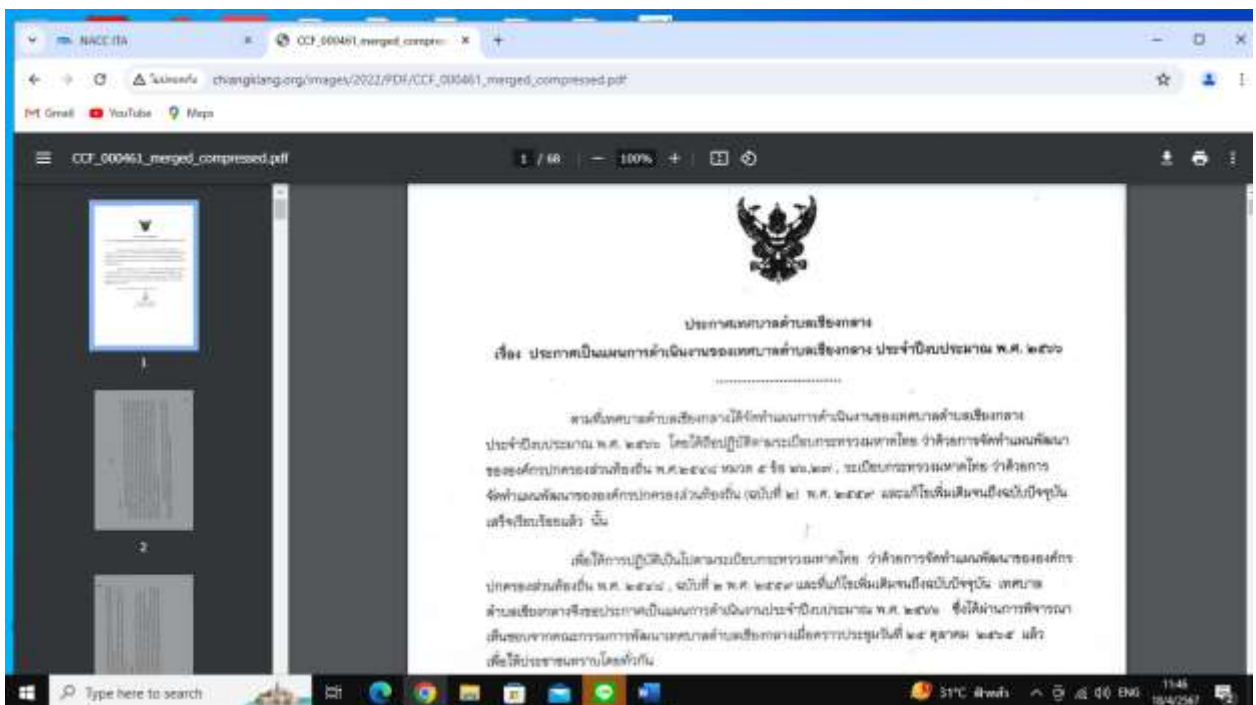 NACC ITA
CCF_000461_merged_compre
ไม่ปลอดภัย chiangklang.org/images/2022/PDF/CCF_000461_merged_compressed.pdf
Gmail YouTube Maps
CCF_000461_merged_compressed.pdf 1 / 68 100%
ประกาศเทศบาลตำบลเชียงกลาง
เรื่อง ประกาศเป็นแผนการดำเนินงานของเทศบาลตำบลเชียงกลาง ประจำปีงบประมาณ พ.ศ. ๒๕๖๖
ตามที่เทศบาลตำบลเชียงกลางได้จัดทำแผนการดำเนินงานของเทศบาลตำบลเชียงกลาง
ประจำปีงบประมาณ พ.ศ. ๒๕๖๖ โดยได้ถือปฏิบัติตามระเบียบกระทรวงมหาดไทย ว่าด้วยการจัดทำแผนพัฒนา
ขององค์กรปกครองส่วนท้องถิ่น พ.ศ.๒๕๔๘ หมวด ๕ ข้อ ๒๖,๒๗ , ระเบียบกระทรวงมหาดไทย ว่าด้วยการ
จัดทำแผนพัฒนาขององค์กรปกครองส่วนท้องถิ่น (ฉบับที่ ๒) พ.ศ. ๒๕๕๙ และแก้ไขเพิ่มเติมจนถึงฉบับปัจจุบัน
เสร็จเรียบร้อยแล้ว นั้น
เพื่อให้การปฏิบัติเป็นไปตามระเบียบกระทรวงมหาดไทย ว่าด้วยการจัดทำแผนพัฒนาขององค์กร
ปกครองส่วนท้องถิ่น พ.ศ. ๒๕๔๘ , ฉบับที่ ๒ พ.ศ. ๒๕๕๙ และที่แก้ไขเพิ่มเติมจนถึงฉบับปัจจุบัน เทศบาล
ตำบลเชียงกลางจึงขอประกาศเป็นแผนการดำเนินงานประจำปีงบประมาณ พ.ศ. ๒๕๖๖ ซึ่งได้ผ่านการพิจารณา
เห็นชอบจากคณะกรรมการพัฒนาเทศบาลตำบลเชียงกลางเมื่อคราวประชุมวันที่ ๒๕ ตุลาคม ๒๕๖๕ แล้ว
เพื่อให้ประชาชนทราบโดยทั่วกัน
1
2
Type here to search
31°C ฟ้าหลัว ENG 11:46
18/4/2567